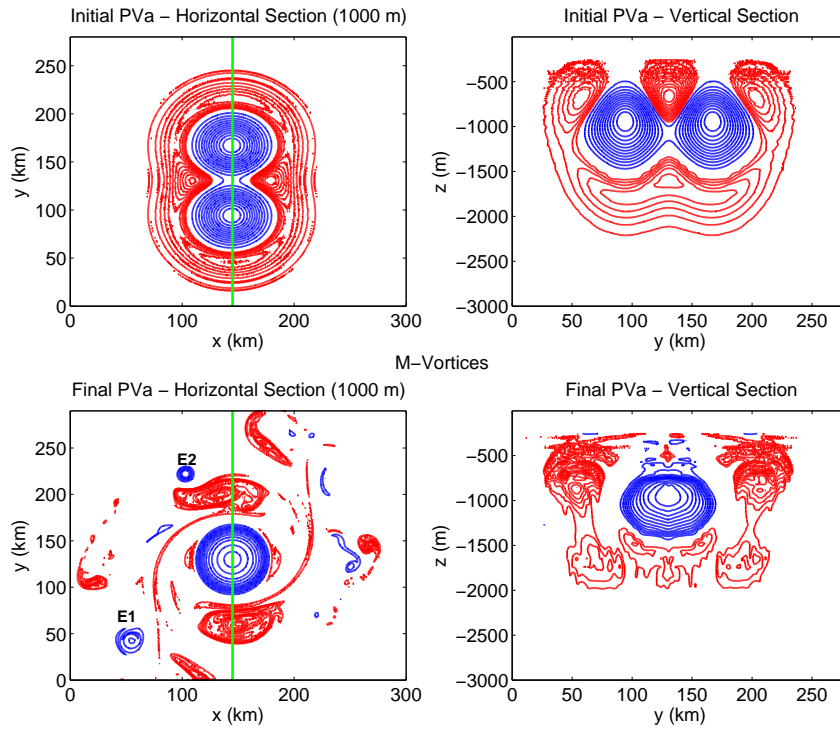 Initial PVa − Horizontal Section (1000 m)
Initial PVa − Vertical Section
250
200
150
100
50
0
y (km)
0 100 200 300
x (km)
−500
−1000
−1500
−2000
−2500
−3000
z (m)
0 50 100 150 200 250
y (km)
M−Vortices
Final PVa − Horizontal Section (1000 m)
Final PVa − Vertical Section
250
200
150
100
50
0
y (km)
E2
E1
0 100 200 300
x (km)
0
−500
−1000
−1500
−2000
−2500
−3000
z (m)
0 50 100 150 200 250
y (km)